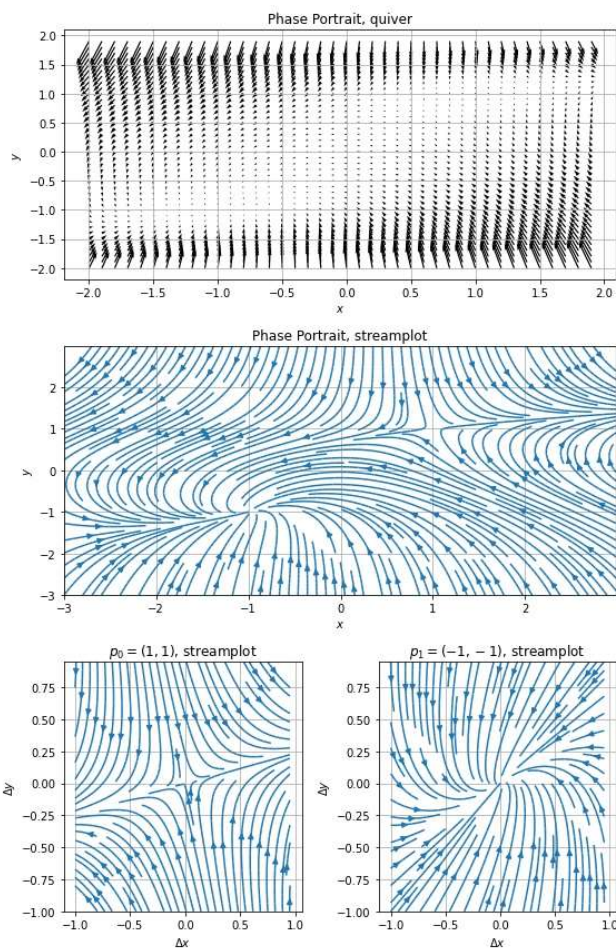 Phase Portrait, quiver
2.0
1.5
1.0
0.5
0.0
−0.5
−1.0
−1.5
−2.0
y
−2.0 −1.5 −1.0 −0.5 0.0 0.5 1.0 1.5 2.0
x
Phase Portrait, streamplot
2
1
0
−1
−2
−3
y
−3 −2 −1 0 1 2
x
p₀ = (1, 1), streamplot
0.75
0.50
0.25
0.00
−0.25
−0.50
−0.75
−1.00
Δy
−1.0 −0.5 0.0 0.5 1.0
Δx
p₁ = (−1, −1), streamplot
0.75
0.50
0.25
0.00
−0.25
−0.50
−0.75
−1.00
Δy
−1.0 −0.5 0.0 0.5 1.0
Δx